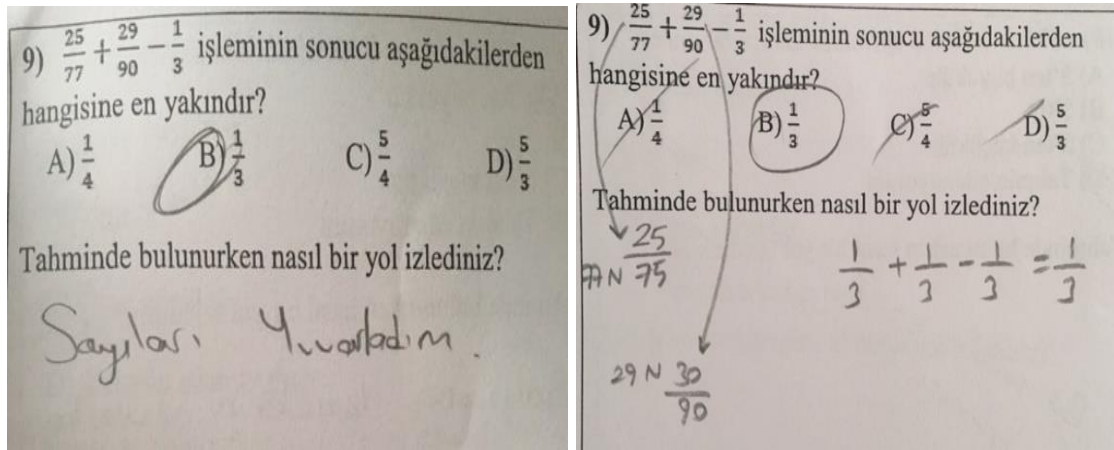 9) 25/77 + 29/90 − 1/3 işleminin sonucu aşağıdakilerden
hangisine en yakındır?
A) 1/4 B) 1/3 C) 5/4 D) 5/3
Tahminde bulunurken nasıl bir yol izlediniz?
Sayıları Yuvarladım.
9) 25/77 + 29/90 − 1/3 işleminin sonucu aşağıdakilerden
hangisine en yakındır?
A) 1/4 B) 1/3 C) 5/4 D) 5/3
Tahminde bulunurken nasıl bir yol izlediniz?
77 ~ 25/75
1/3 + 1/3 − 1/3 = 1/3
29 ~ 30/90